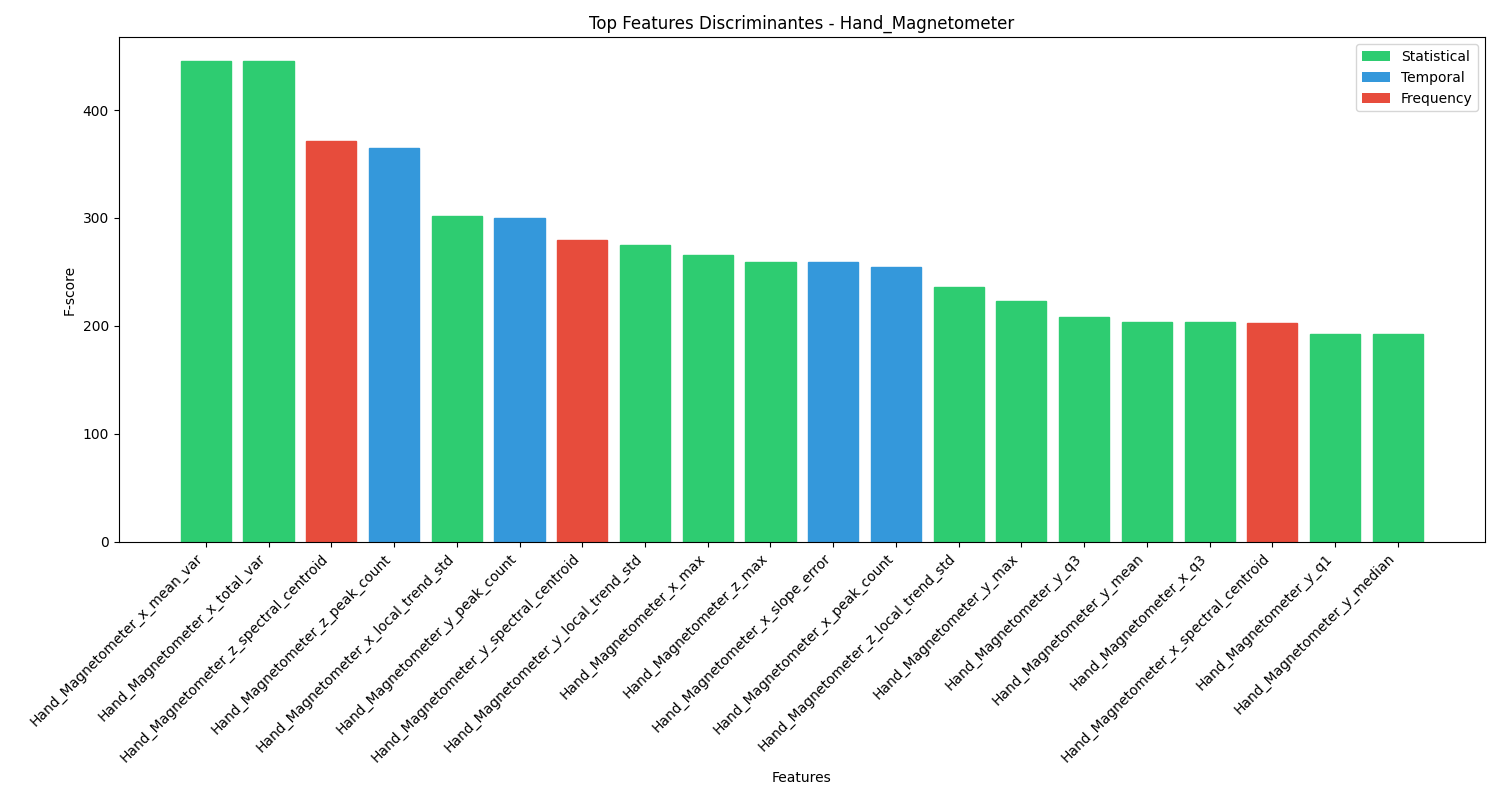 Top Features Discriminantes - Hand_Magnetometer
Statistical
Temporal
Frequency
F-score
400
300
200
100
0
Hand_Magnetometer_x_mean_var
Hand_Magnetometer_x_total_var
Hand_Magnetometer_z_spectral_centroid
Hand_Magnetometer_z_peak_count
Hand_Magnetometer_x_local_trend_std
Hand_Magnetometer_y_peak_count
Hand_Magnetometer_y_spectral_centroid
Hand_Magnetometer_y_local_trend_std
Hand_Magnetometer_x_max
Hand_Magnetometer_z_max
Hand_Magnetometer_x_slope_error
Hand_Magnetometer_x_peak_count
Hand_Magnetometer_z_local_trend_std
Hand_Magnetometer_y_max
Hand_Magnetometer_y_q3
Hand_Magnetometer_y_mean
Hand_Magnetometer_x_q3
Hand_Magnetometer_x_spectral_centroid
Hand_Magnetometer_y_q1
Hand_Magnetometer_y_median
Features